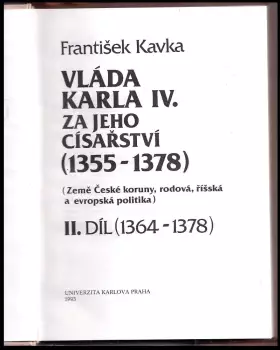 František Kavka
VLÁDA
KARLA IV.
ZA JEHO
CÍSAŘSTVÍ
(1355-1378)
(Země České koruny, rodová, říšská
a evropská politika)
II. DÍL (1364-1378)
UNIVERZITA KARLOVA PRAHA
1993